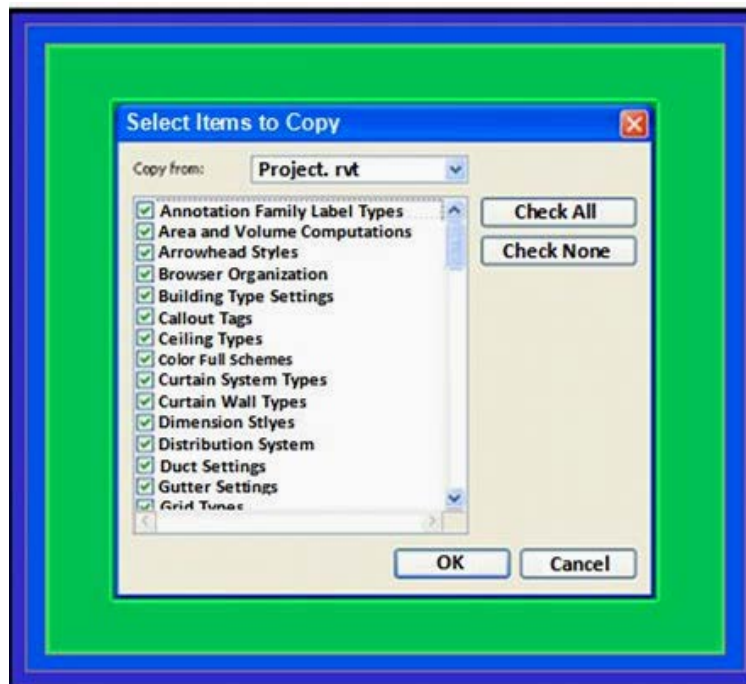 Select Items to Copy
Copy from: Project. rvt
Annotation Family Label Types
Area and Volume Computations
Arrowhead Styles
Browser Organization
Building Type Settings
Callout Tags
Ceiling Types
Color Full Schemes
Curtain System Types
Curtain Wall Types
Dimension Stlyes
Distribution System
Duct Settings
Gutter Settings
Grid Types
Check All
Check None
OK Cancel